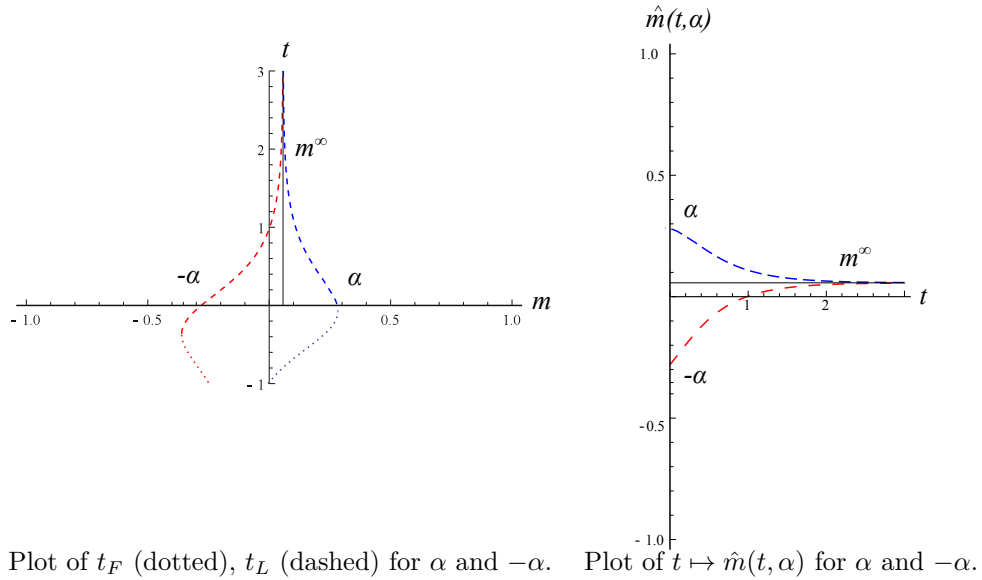 t
3
2
m^∞
1
-α
α
-1.0
-0.5
0.5
1.0
m
-1
Plot of t_F (dotted), t_L (dashed) for α and −α.
m̂(t,α)
1.0
0.5
α
m^∞
2
t
-α
-0.5
-1.0
Plot of t ↦ m̂(t, α) for α and −α.